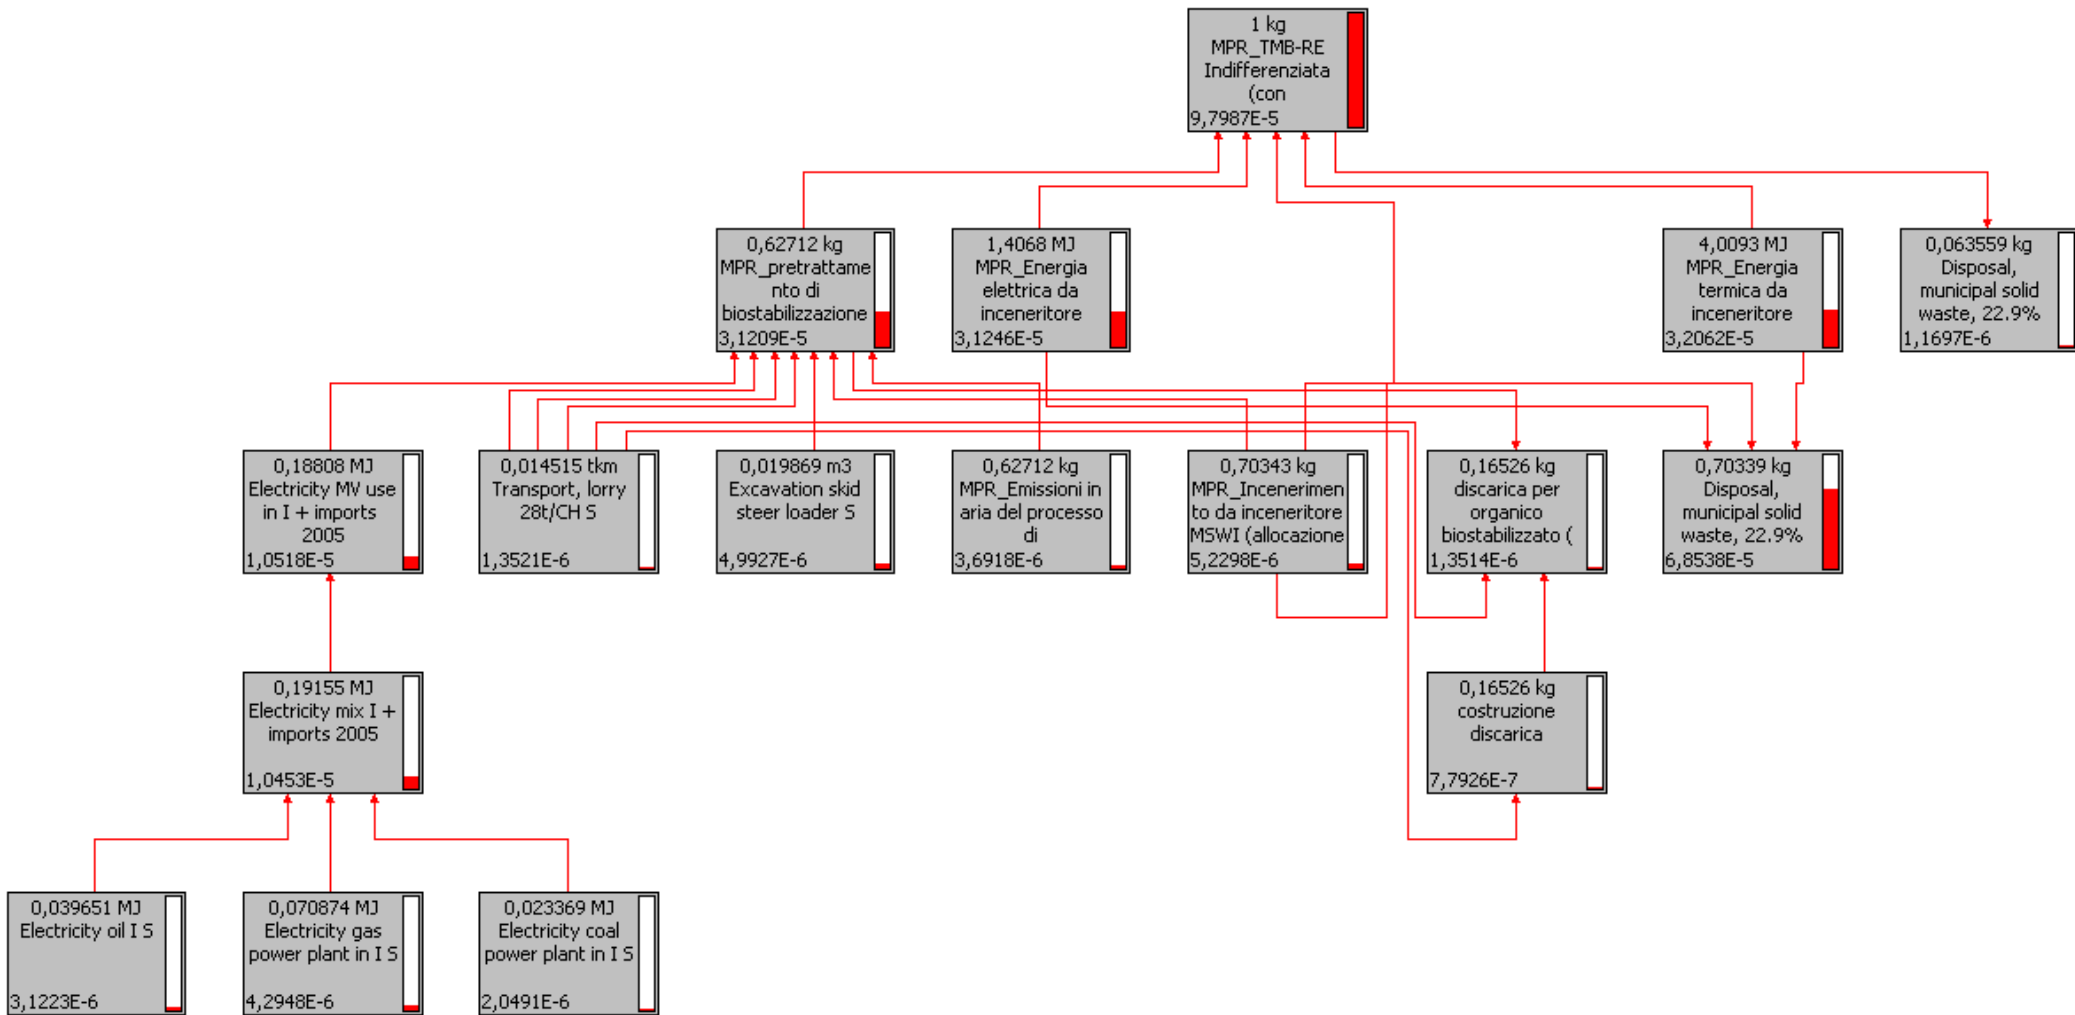 1 kg
MPR_TMB-RE
Indifferenziata
(con
9,7987E-5
0,62712 kg
MPR_pretrattame
nto di
biostabilizzazione
3,1209E-5
1,4068 MJ
MPR_Energia
elettrica da
inceneritore
3,1246E-5
4,0093 MJ
MPR_Energia
termica da
inceneritore
3,2062E-5
0,063559 kg
Disposal,
municipal solid
waste, 22.9%
1,1697E-6
0,18808 MJ
Electricity MV use
in I + imports
2005
1,0518E-5
0,014515 tkm
Transport, lorry
28t/CH S
1,3521E-6
0,019869 m3
Excavation skid
steer loader S
4,9927E-6
0,62712 kg
MPR_Emissioni in
aria del processo
di
3,6918E-6
0,70343 kg
MPR_Incenerimen
to da inceneritore
MSWI (allocazione
5,2298E-6
0,16526 kg
discarica per
organico
biostabilizzato (
1,3514E-6
0,70339 kg
Disposal,
municipal solid
waste, 22.9%
6,8538E-5
0,19155 MJ
Electricity mix I +
imports 2005
1,0453E-5
0,16526 kg
costruzione
discarica
7,7926E-7
0,039651 MJ
Electricity oil I S
3,1223E-6
0,070874 MJ
Electricity gas
power plant in I S
4,2948E-6
0,023369 MJ
Electricity coal
power plant in I S
2,0491E-6